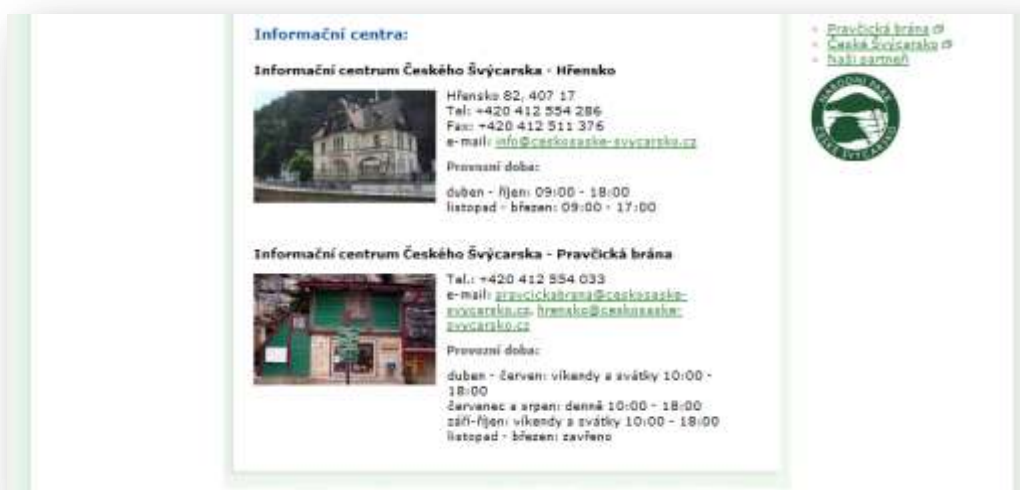 Informační centra:
Informační centrum Českého Švýcarska - Hřensko
Hřensko 82, 407 17
Tel: +420 412 554 286
Fax: +420 412 511 376
e-mail: info@ceskosaske-svycarsko.cz
Provozní doba:
duben - říjen: 09:00 - 18:00
listopad - březen: 09:00 - 17:00
Informační centrum Českého Švýcarska - Pravčická brána
Tel.: +420 412 554 033
e-mail: pravcickabrana@ceskosaske-
svycarsko.cz, hrensko@ceskosaske-
svycarsko.cz
Provozní doba:
duben - červen: víkendy a svátky 10:00 -
18:00
červenec a srpen: denně 10:00 - 18:00
září-říjen: víkendy a svátky 10:00 - 18:00
listopad - březen: zavřeno
Pravčická brána
České Švýcarsko
Naši partneři
NÁRODNÍ PARK
ČESKÉ ŠVÝCARSKO